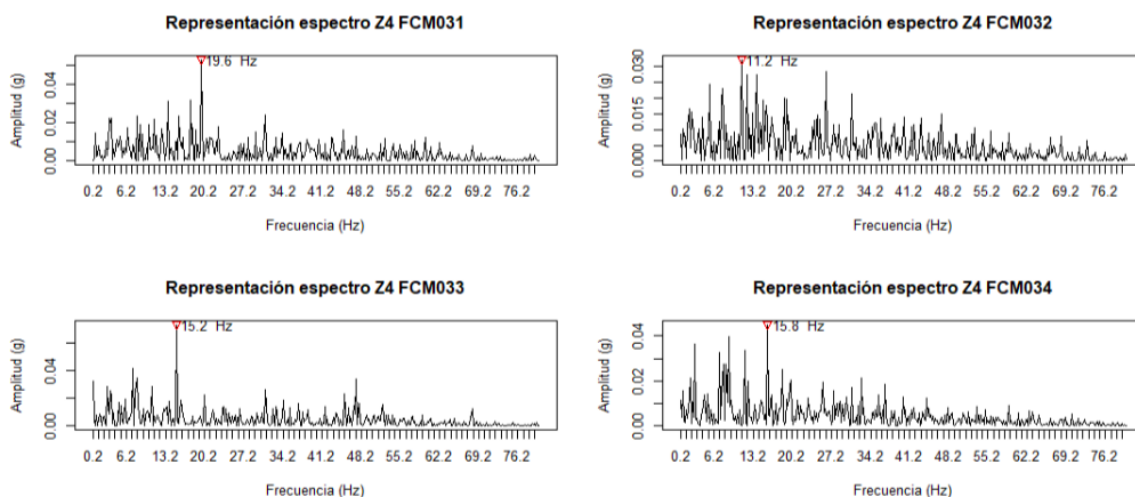 Representación espectro Z4 FCM031
19.6 Hz
Amplitud (g)
0.04
0.02
0.00
0.2 6.2 13.2 20.2 27.2 34.2 41.2 48.2 55.2 62.2 69.2 76.2
Frecuencia (Hz)
Representación espectro Z4 FCM032
11.2 Hz
Amplitud (g)
0.030
0.015
0.000
0.2 6.2 13.2 20.2 27.2 34.2 41.2 48.2 55.2 62.2 69.2 76.2
Frecuencia (Hz)
Representación espectro Z4 FCM033
15.2 Hz
Amplitud (g)
0.04
0.00
0.2 6.2 13.2 20.2 27.2 34.2 41.2 48.2 55.2 62.2 69.2 76.2
Frecuencia (Hz)
Representación espectro Z4 FCM034
15.8 Hz
Amplitud (g)
0.04
0.02
0.00
0.2 6.2 13.2 20.2 27.2 34.2 41.2 48.2 55.2 62.2 69.2 76.2
Frecuencia (Hz)